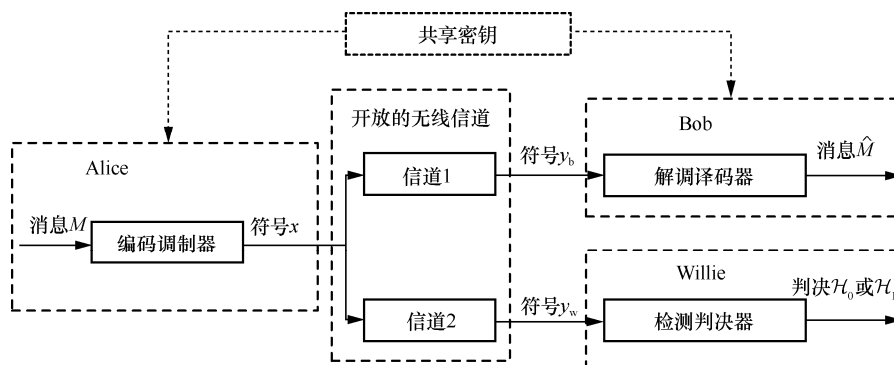 共享密钥
开放的无线信道
Alice
消息M
编码调制器
符号x
信道1
符号y_b
Bob
解调译码器
消息M̂
信道2
符号y_w
Willie
检测判决器
判决ℋ₀或ℋ₁